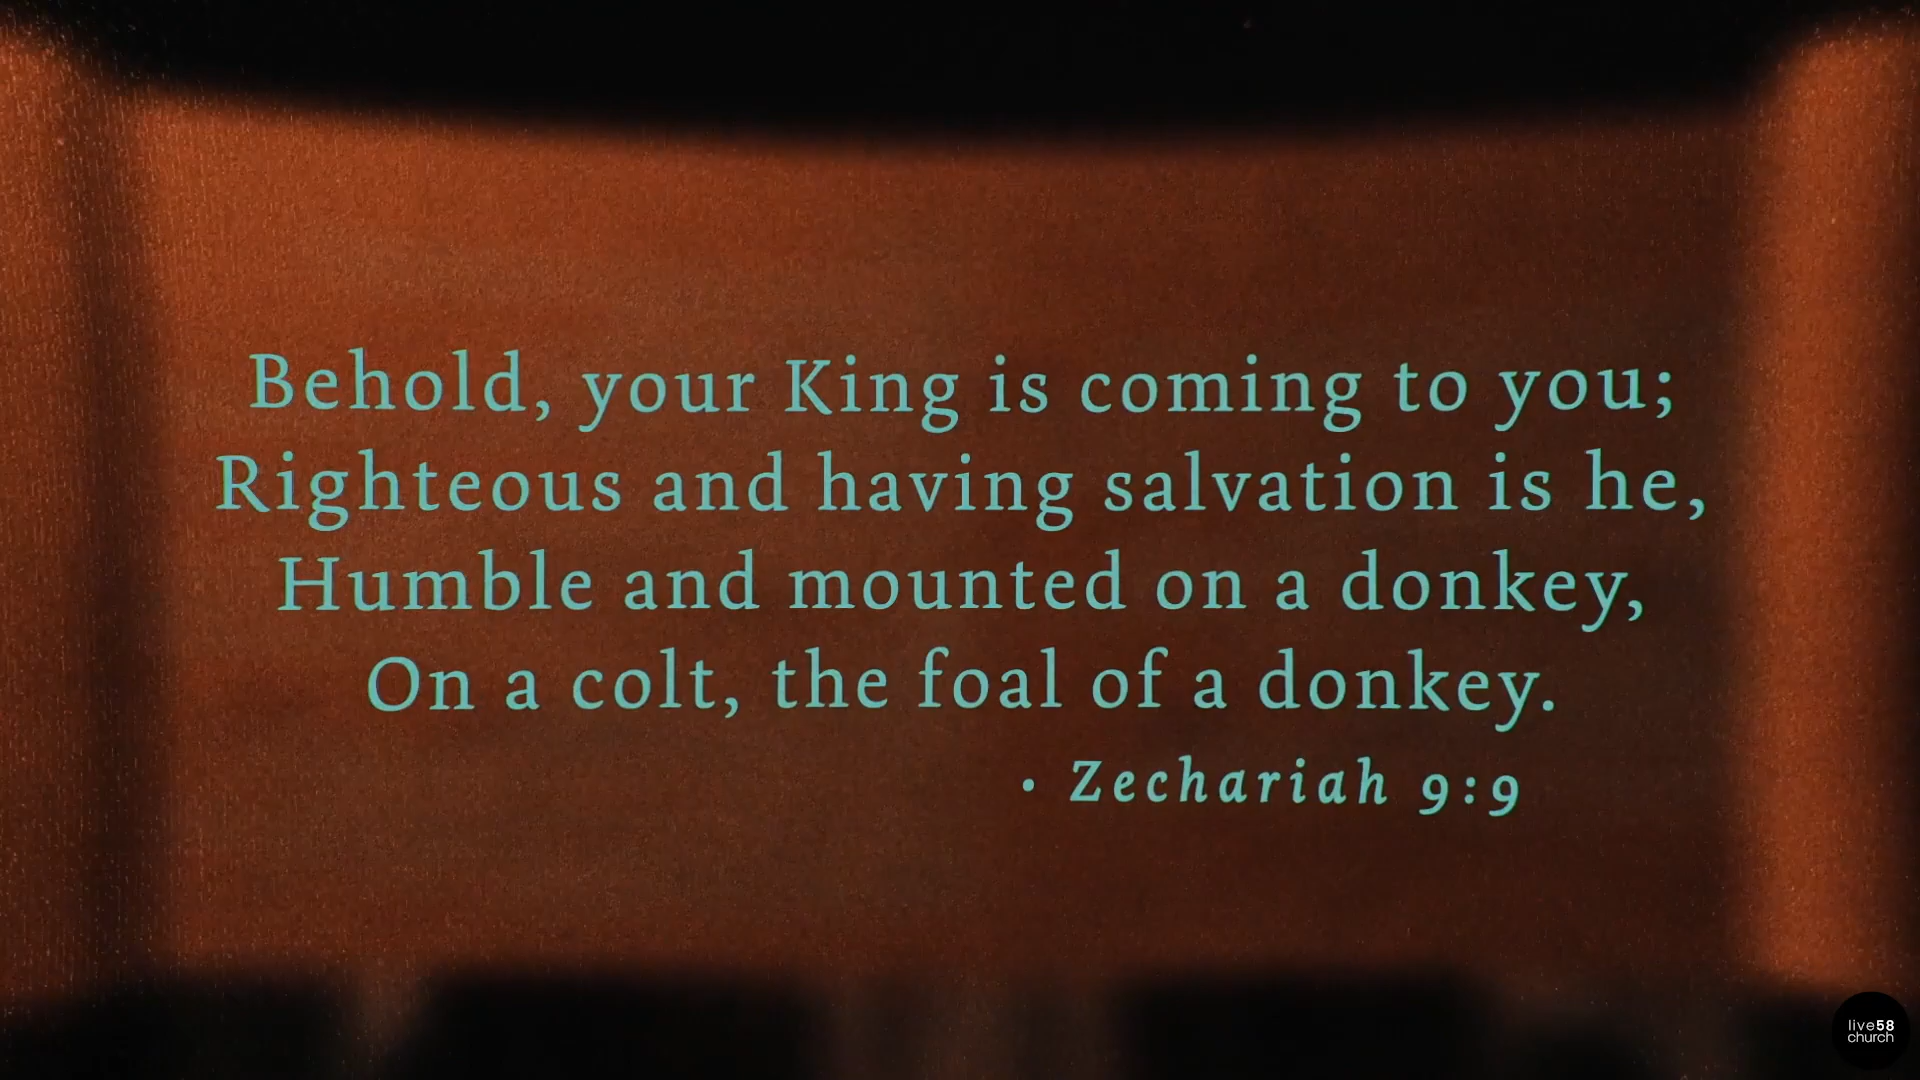 Behold, your King is coming to you;
Righteous and having salvation is he,
Humble and mounted on a donkey,
On a colt, the foal of a donkey.
• Zechariah 9:9
live58
church